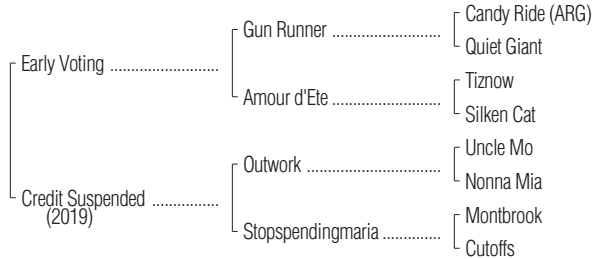 Candy Ride (ARG)
Gun Runner ........................
Quiet Giant
Early Voting ........................
Tiznow
Amour d'Ete ........................
Silken Cat
Uncle Mo
Outwork ..............................
Nonna Mia
Credit Suspended ................
(2019)
Montbrook
Stopspendingmaria .............
Cutoffs